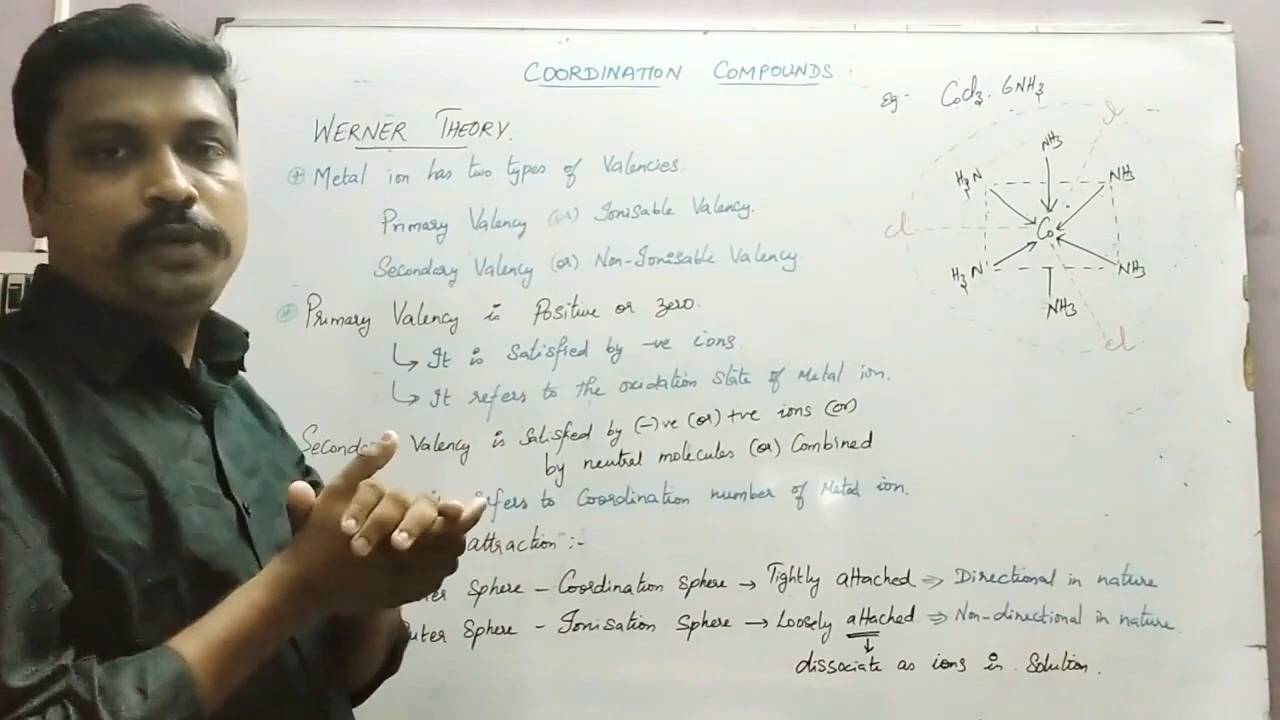 COORDINATION COMPOUNDS.
Eg:- CoCl3. 6NH3
WERNER THEORY.
Metal ion has two types of Valencies.
Primary Valency (or) Ionisable Valency.
Secondary Valency (or) Non-Ionisable Valency
Primary Valency is Positive or zero.
It is satisfied by -ve ions.
It refers to the oxidation state of Metal ion.
Valency is satisfied by (-)ve (or) +ve ions (or)
by neutral molecules (or) Combined
to Coordination number of Metal ion.
attraction :-
Sphere - Coordination sphere → Tightly attached ⇒ Directional in nature
Sphere - Ionisation Sphere → Loosely attached ⇒ Non-directional in nature.
dissociate as ions in Solution.
cl
NH3
H3N
NH3
cl
Co
H3N
NH3
NH3
cl